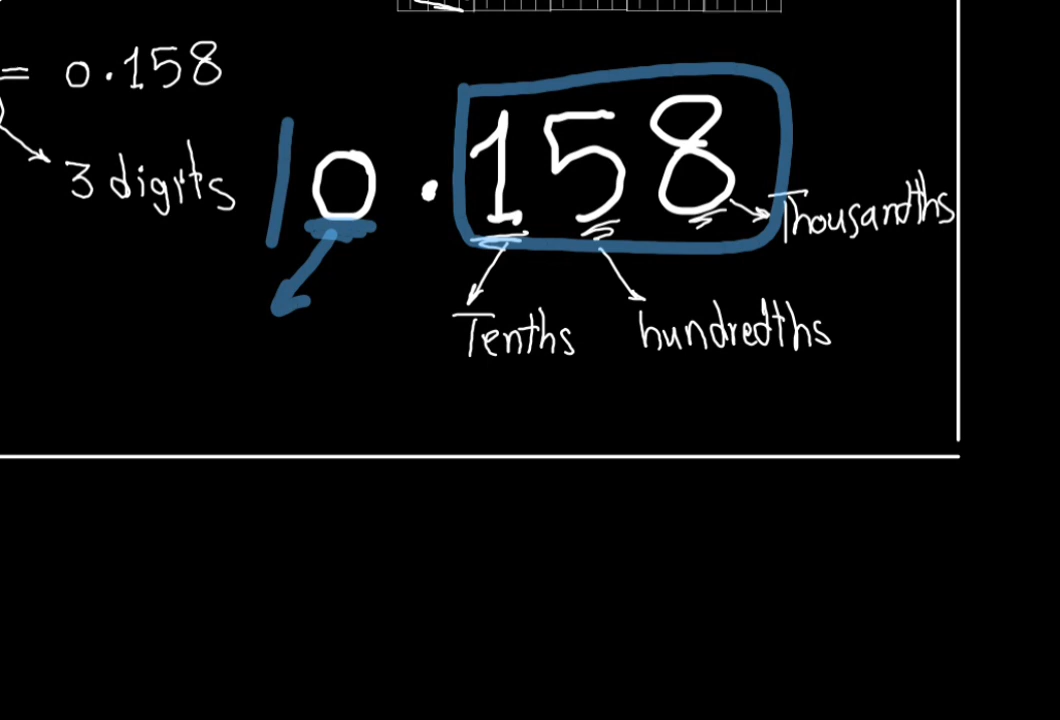 = 0.158
3 digits
0.158
Thousandths
Tenths
hundredths